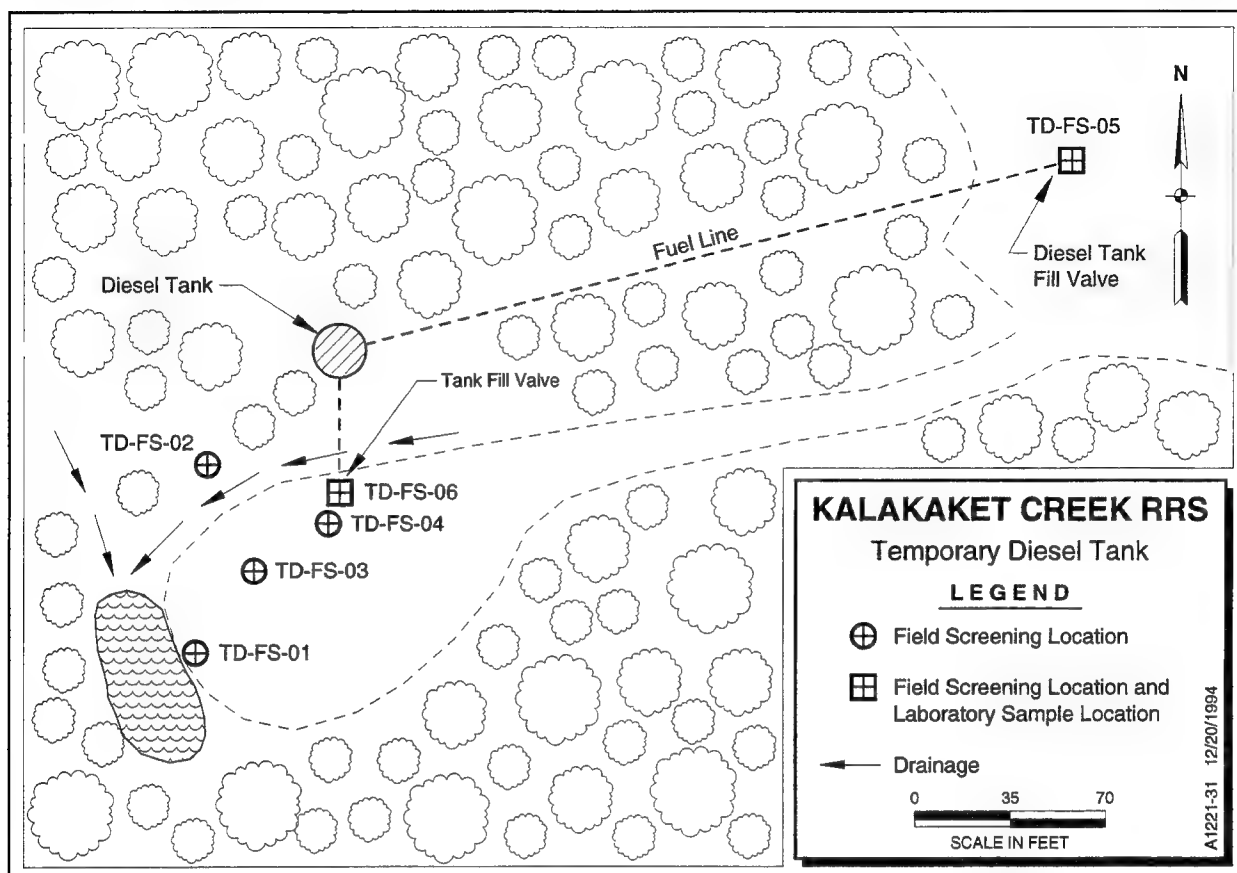 N
TD-FS-05
Fuel Line
Diesel Tank
Fill Valve
Diesel Tank
Tank Fill Valve
TD-FS-02
TD-FS-06
TD-FS-04
TD-FS-03
TD-FS-01
KALAKAKET CREEK RRS
Temporary Diesel Tank
LEGEND
Field Screening Location
Field Screening Location and
Laboratory Sample Location
Drainage
0 35 70
SCALE IN FEET
A1221-31 12/20/1994